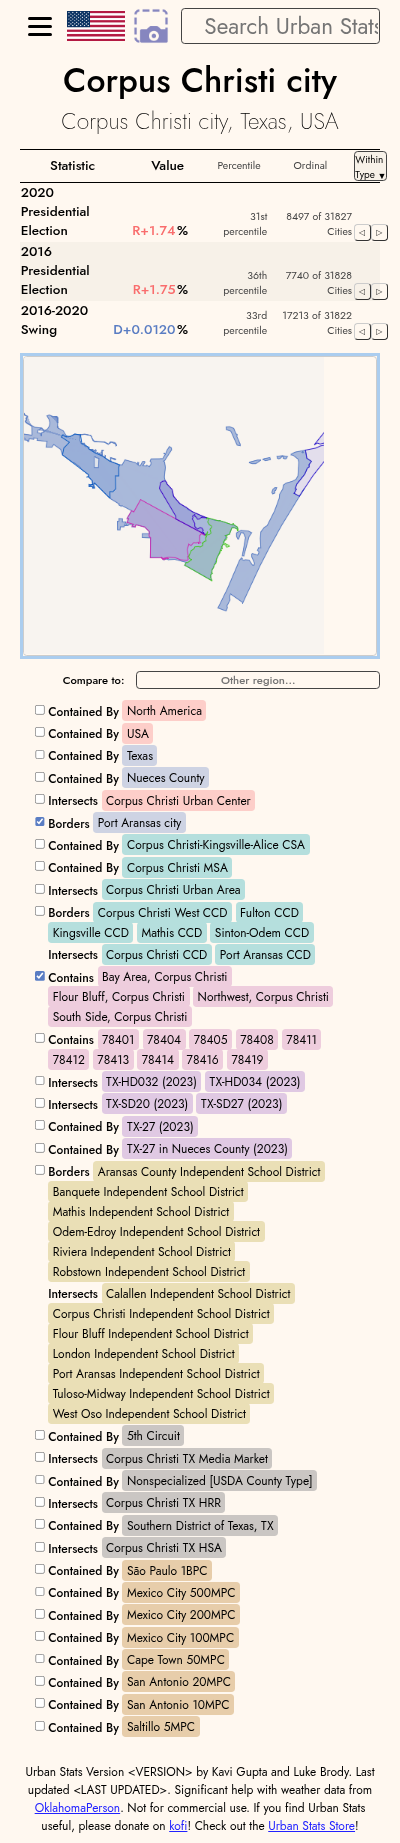 Search Urban Stats
Corpus Christi city
Corpus Christi city, Texas, USA
Statistic Value Percentile Ordinal Within Type ▼
2020
Presidential 31st 8497 of 31827
Election R+1.74% percentile Cities ◁ ▷
2016
Presidential 36th 7740 of 31828
Election R+1.75% percentile Cities ◁ ▷
2016-2020 33rd 17213 of 31822
Swing D+0.0120% percentile Cities ◁ ▷
Compare to: Other region...
Contained By North America
Contained By USA
Contained By Texas
Contained By Nueces County
Intersects Corpus Christi Urban Center
Borders Port Aransas city
Contained By Corpus Christi-Kingsville-Alice CSA
Contained By Corpus Christi MSA
Intersects Corpus Christi Urban Area
Borders Corpus Christi West CCD Fulton CCD
Kingsville CCD Mathis CCD Sinton-Odem CCD
Intersects Corpus Christi CCD Port Aransas CCD
Contains Bay Area, Corpus Christi
Flour Bluff, Corpus Christi Northwest, Corpus Christi
South Side, Corpus Christi
Contains 78401 78404 78405 78408 78411
78412 78413 78414 78416 78419
Intersects TX-HD032 (2023) TX-HD034 (2023)
Intersects TX-SD20 (2023) TX-SD27 (2023)
Contained By TX-27 (2023)
Contained By TX-27 in Nueces County (2023)
Borders Aransas County Independent School District
Banquete Independent School District
Mathis Independent School District
Odem-Edroy Independent School District
Riviera Independent School District
Robstown Independent School District
Intersects Calallen Independent School District
Corpus Christi Independent School District
Flour Bluff Independent School District
London Independent School District
Port Aransas Independent School District
Tuloso-Midway Independent School District
West Oso Independent School District
Contained By 5th Circuit
Intersects Corpus Christi TX Media Market
Contained By Nonspecialized [USDA County Type]
Intersects Corpus Christi TX HRR
Contained By Southern District of Texas, TX
Intersects Corpus Christi TX HSA
Contained By São Paulo 1BPC
Contained By Mexico City 500MPC
Contained By Mexico City 200MPC
Contained By Mexico City 100MPC
Contained By Cape Town 50MPC
Contained By San Antonio 20MPC
Contained By San Antonio 10MPC
Contained By Saltillo 5MPC
Urban Stats Version <VERSION> by Kavi Gupta and Luke Brody. Last
updated <LAST UPDATED>. Significant help with weather data from
OklahomaPerson. Not for commercial use. If you find Urban Stats
useful, please donate on kofi! Check out the Urban Stats Store!